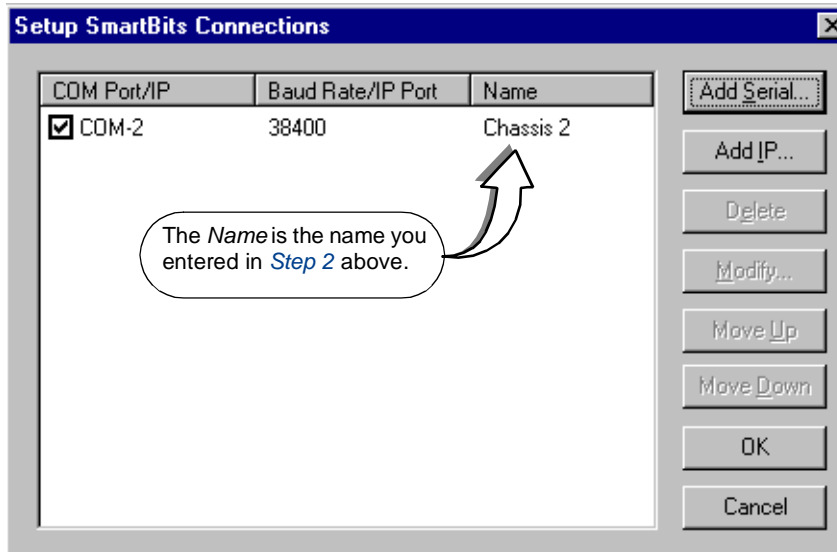 Setup SmartBits Connections
COM Port/IP Baud Rate/IP Port Name
COM-2 38400 Chassis 2
The Name is the name you
entered in Step 2 above.
Add Serial...
Add IP...
Delete
Modify...
Move Up
Move Down
OK
Cancel